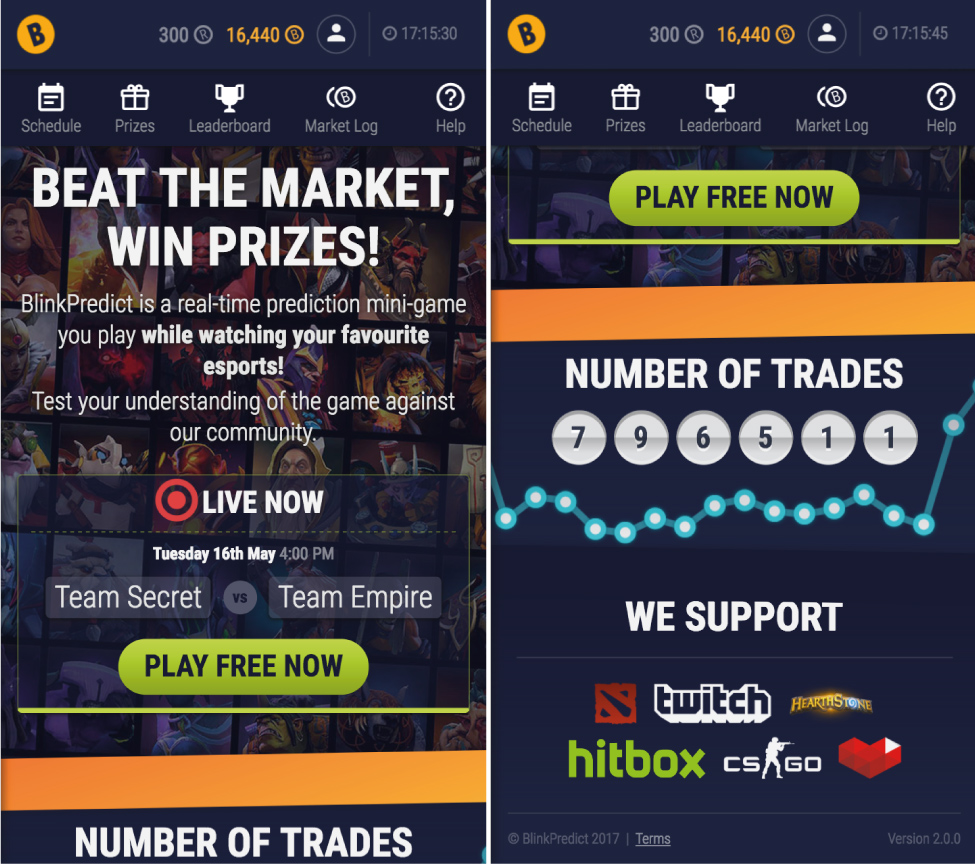 B 300 R 16,440 B 17:15:30
Schedule Prizes Leaderboard Market Log Help
BEAT THE MARKET,
WIN PRIZES!
BlinkPredict is a real-time prediction mini-game
you play while watching your favourite
esports!
Test your understanding of the game against
our community.
LIVE NOW
Tuesday 16th May 4:00 PM
Team Secret vs Team Empire
PLAY FREE NOW
NUMBER OF TRADES
B 300 R 16,440 B 17:15:45
Schedule Prizes Leaderboard Market Log Help
PLAY FREE NOW
NUMBER OF TRADES
7 9 6 5 1 1
WE SUPPORT
twitch HEARTHSTONE
hitbox CS GO
© BlinkPredict 2017 | Terms Version 2.0.0